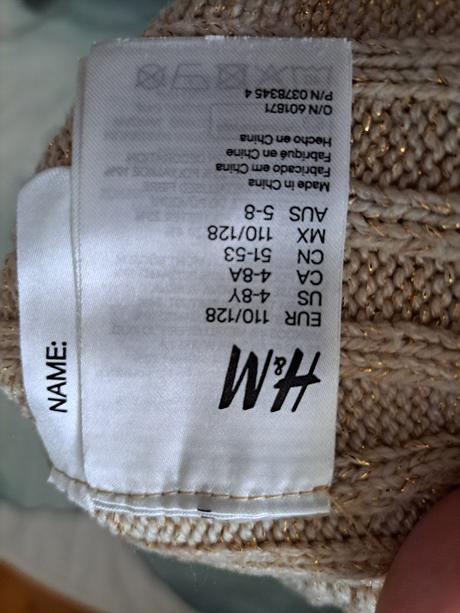 H&M
EUR 110/128
US 4-8Y
CA 4-8A
CN 51-53
MX 110/128
AUS 5-8
Made in China
Fabricado em China
Fabriqué en Chine
Hecho en China
O/N 601871
P/N 0378345 4
NAME: